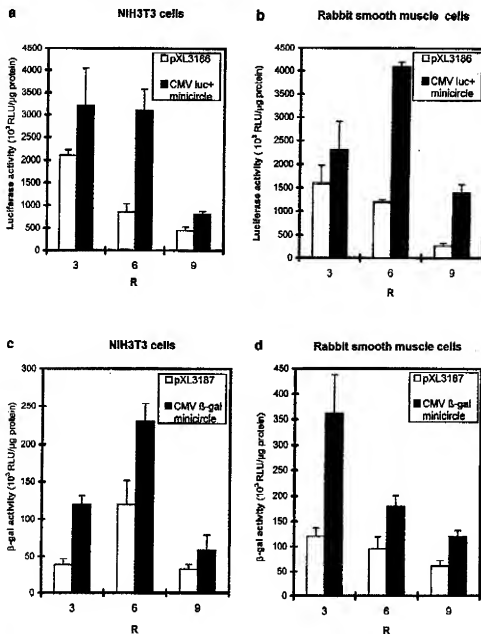 a
NIH3T3 cells
Luciferase activity (10³ RLU/µg protein)
4500
4000
3500
3000
2500
2000
1500
1000
500
0
pXL3186
CMV luc+
minicircle
3
6
9
R
b
Rabbit smooth muscle cells
Luciferase activity (10³ RLU/µg protein)
4500
4000
3500
3000
2500
2000
1500
1000
500
0
pXL3186
CMV luc+
minicircle
3
6
9
R
c
NIH3T3 cells
β-gal activity (10³ RLU/µg protein)
300
250
200
150
100
50
0
pXL3187
CMV ß-gal
minicircle
3
6
9
R
d
Rabbit smooth muscle cells
β-gal activity (10³ RLU/µg protein)
450
400
350
300
250
200
150
100
50
0
pXL3187
CMV ß-gal
minicircle
3
6
9
R